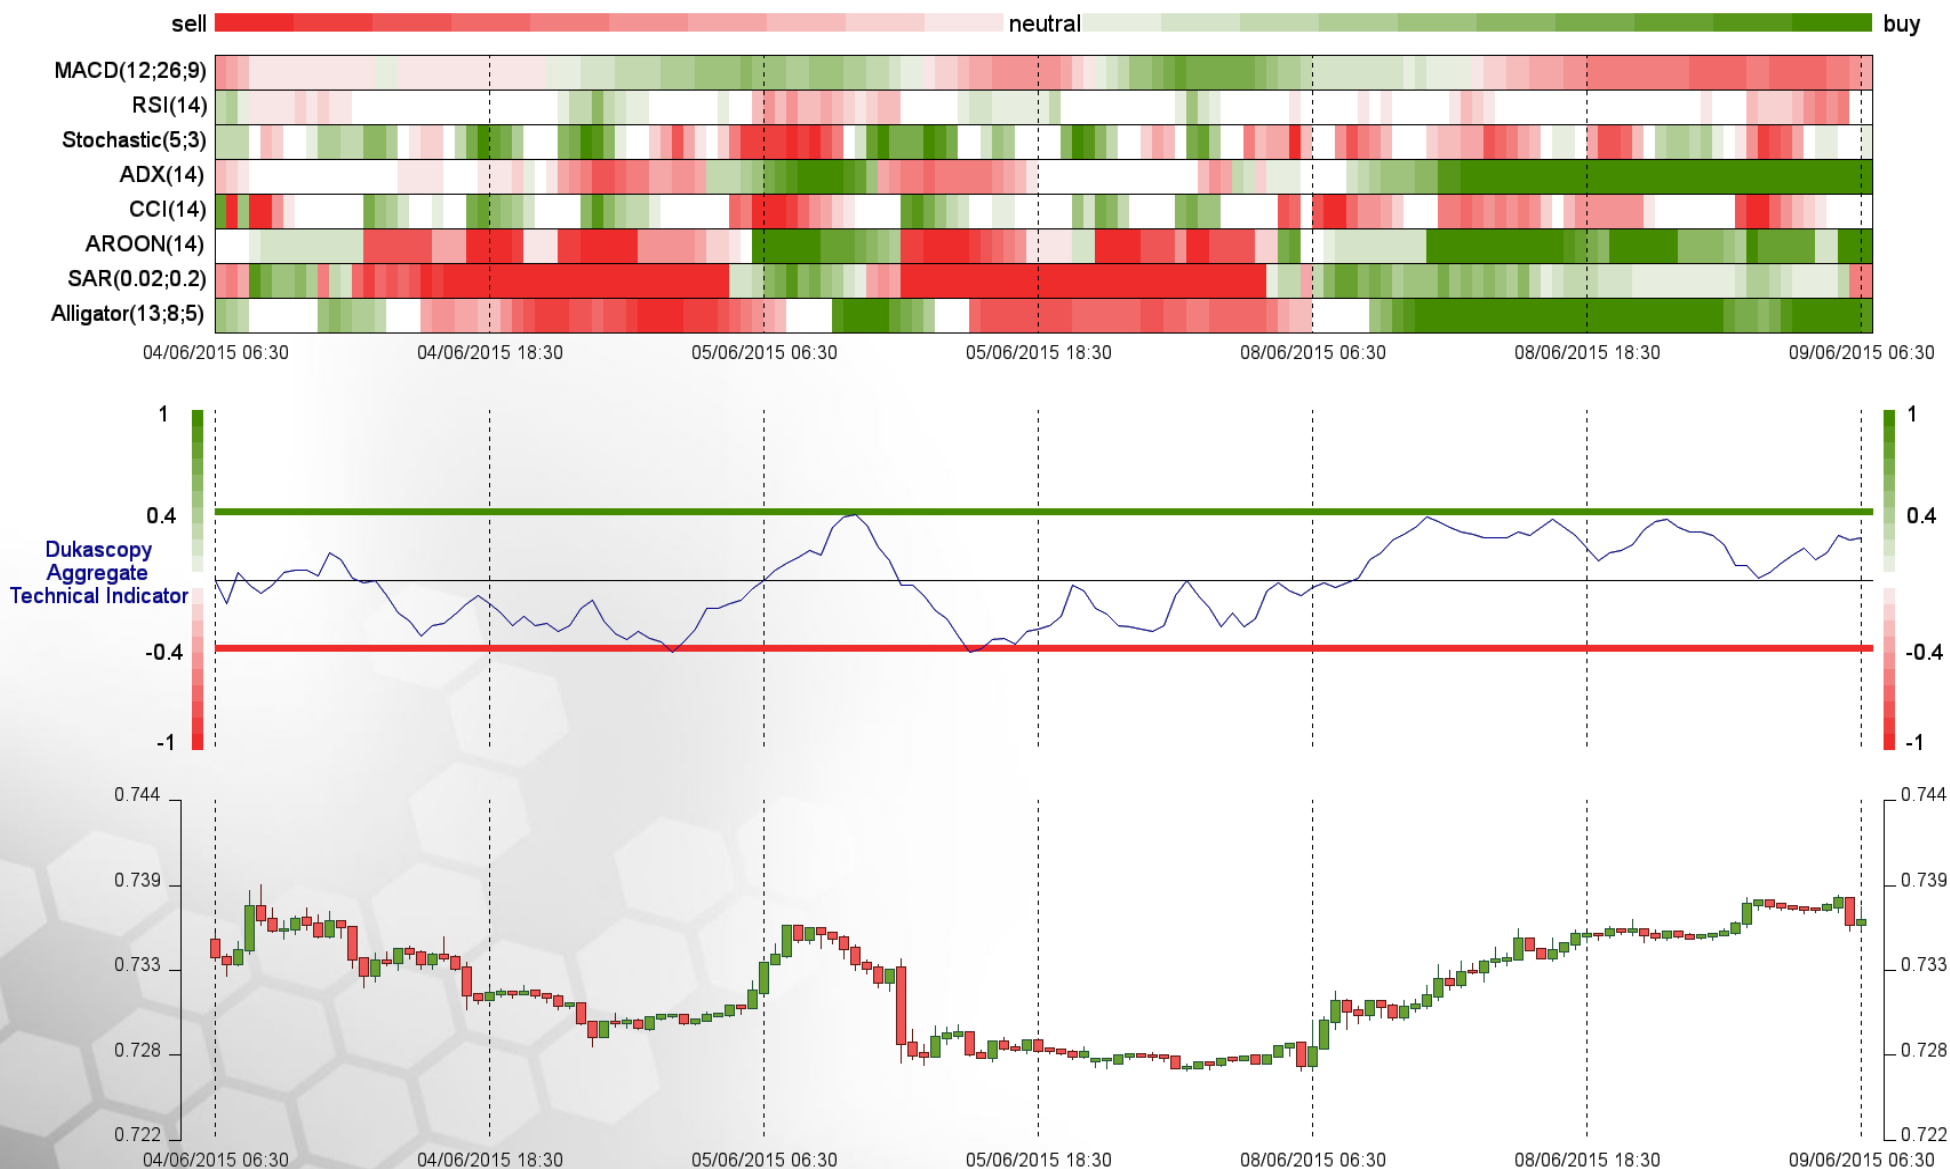 sell neutral buy
MACD(12;26;9)
RSI(14)
Stochastic(5;3)
ADX(14)
CCI(14)
AROON(14)
SAR(0.02;0.2)
Alligator(13;8;5)
04/06/2015 06:30 04/06/2015 18:30 05/06/2015 06:30 05/06/2015 18:30 08/06/2015 06:30 08/06/2015 18:30 09/06/2015 06:30
1 1
0.4 0.4
Dukascopy
Aggregate
Technical Indicator
-0.4 -0.4
-1 -1
0.744 0.744
0.739 0.739
0.733 0.733
0.728 0.728
0.722 0.722
04/06/2015 06:30 04/06/2015 18:30 05/06/2015 06:30 05/06/2015 18:30 08/06/2015 06:30 08/06/2015 18:30 09/06/2015 06:30